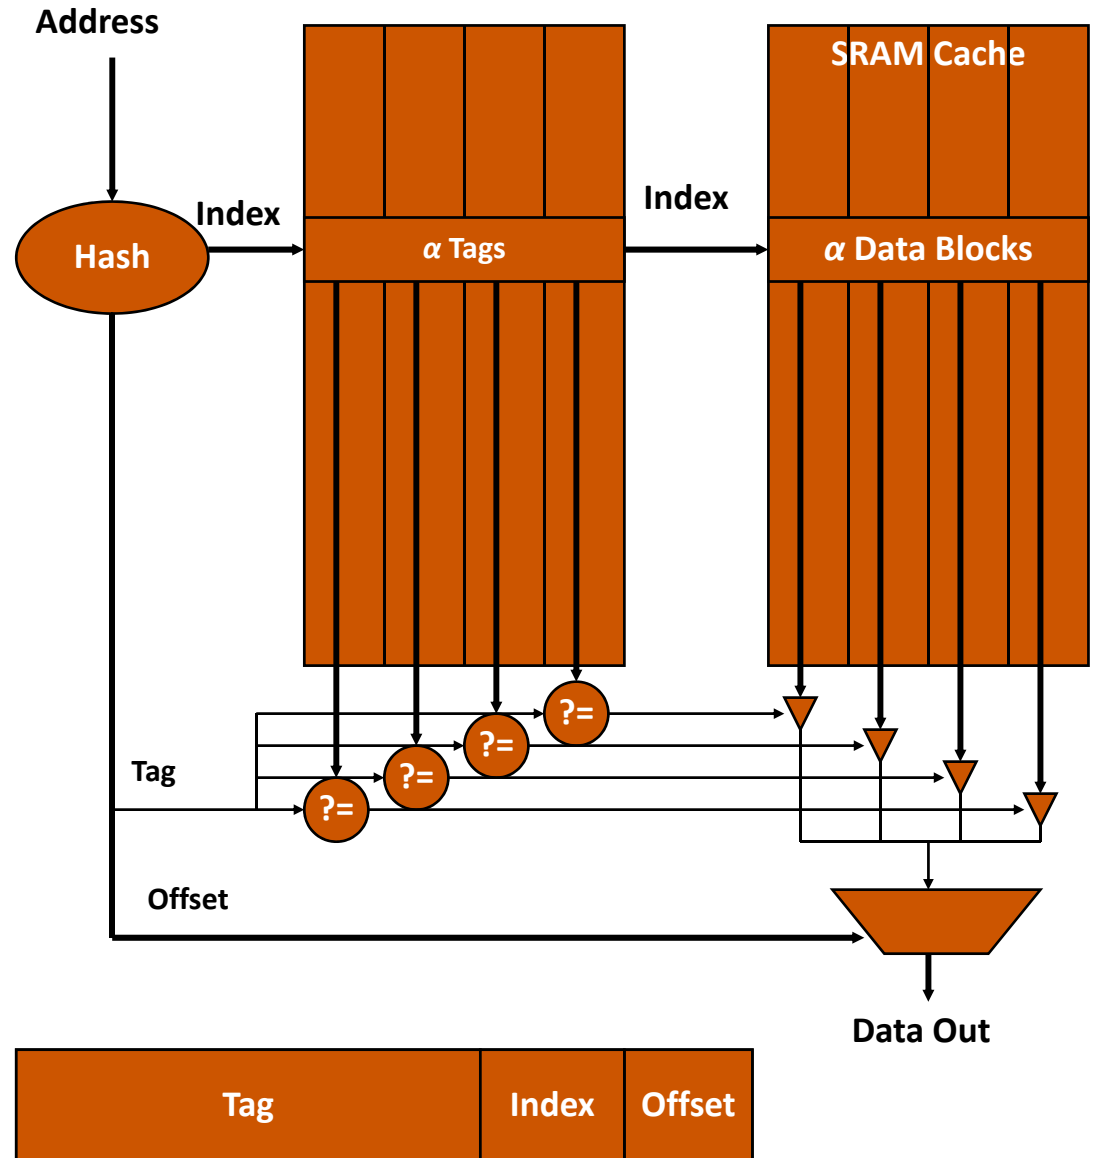 Address
SRAM Cache
Index
Index
Hash
α Tags
α Data Blocks
?=
?=
?=
?=
Tag
Offset
Data Out
Tag
Index
Offset